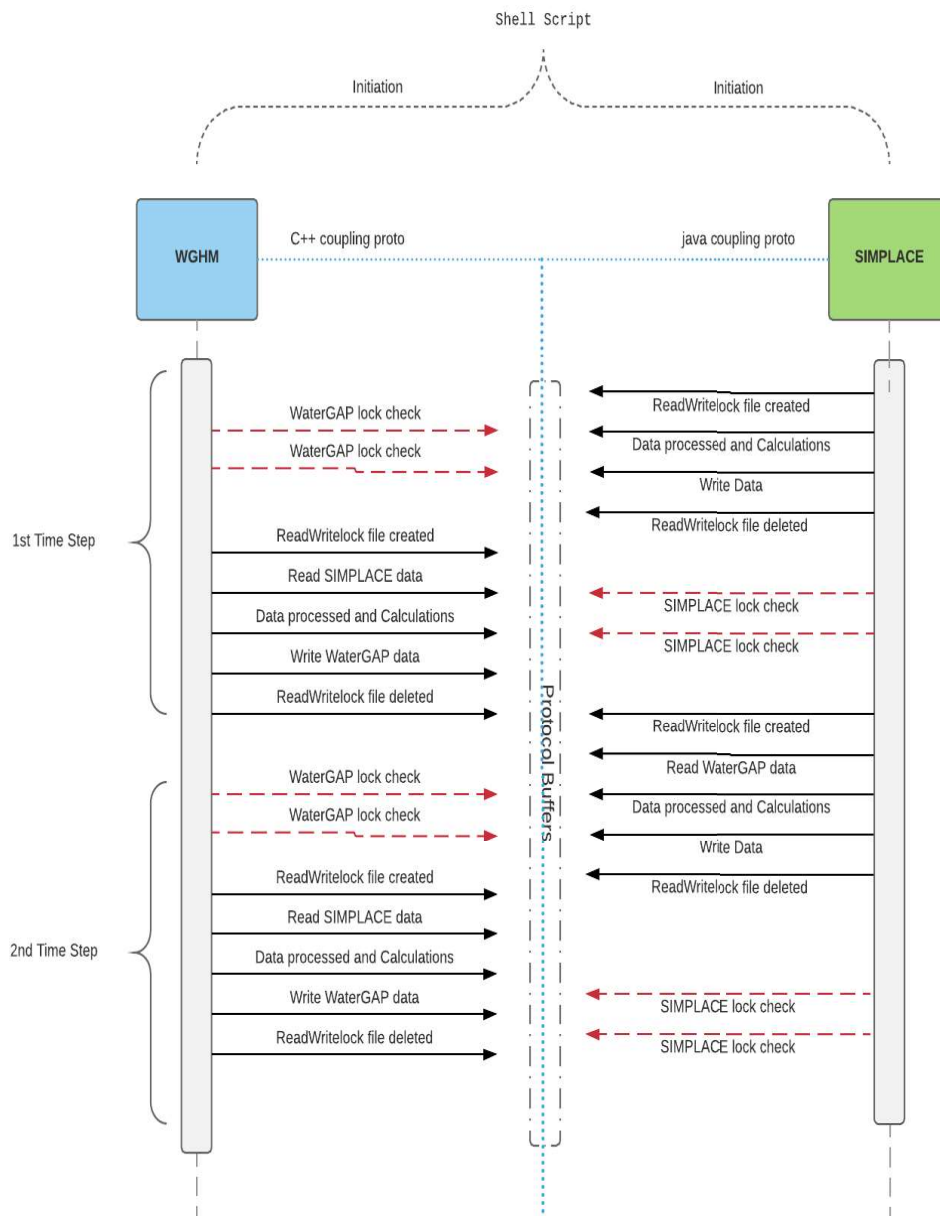 Shell Script
Initiation
Initiation
WGHM
C++ coupling proto
java coupling proto
SIMPLACE
ReadWritelock file created
WaterGAP lock check
Data processed and Calculations
WaterGAP lock check
Write Data
ReadWritelock file deleted
1st Time Step
ReadWritelock file created
Read SIMPLACE data
SIMPLACE lock check
Data processed and Calculations
SIMPLACE lock check
Write WaterGAP data
ReadWritelock file deleted
Protocol Buffers
ReadWritelock file created
Read WaterGAP data
WaterGAP lock check
Data processed and Calculations
WaterGAP lock check
Write Data
ReadWritelock file created
ReadWritelock file deleted
Read SIMPLACE data
2nd Time Step
Data processed and Calculations
Write WaterGAP data
SIMPLACE lock check
ReadWritelock file deleted
SIMPLACE lock check